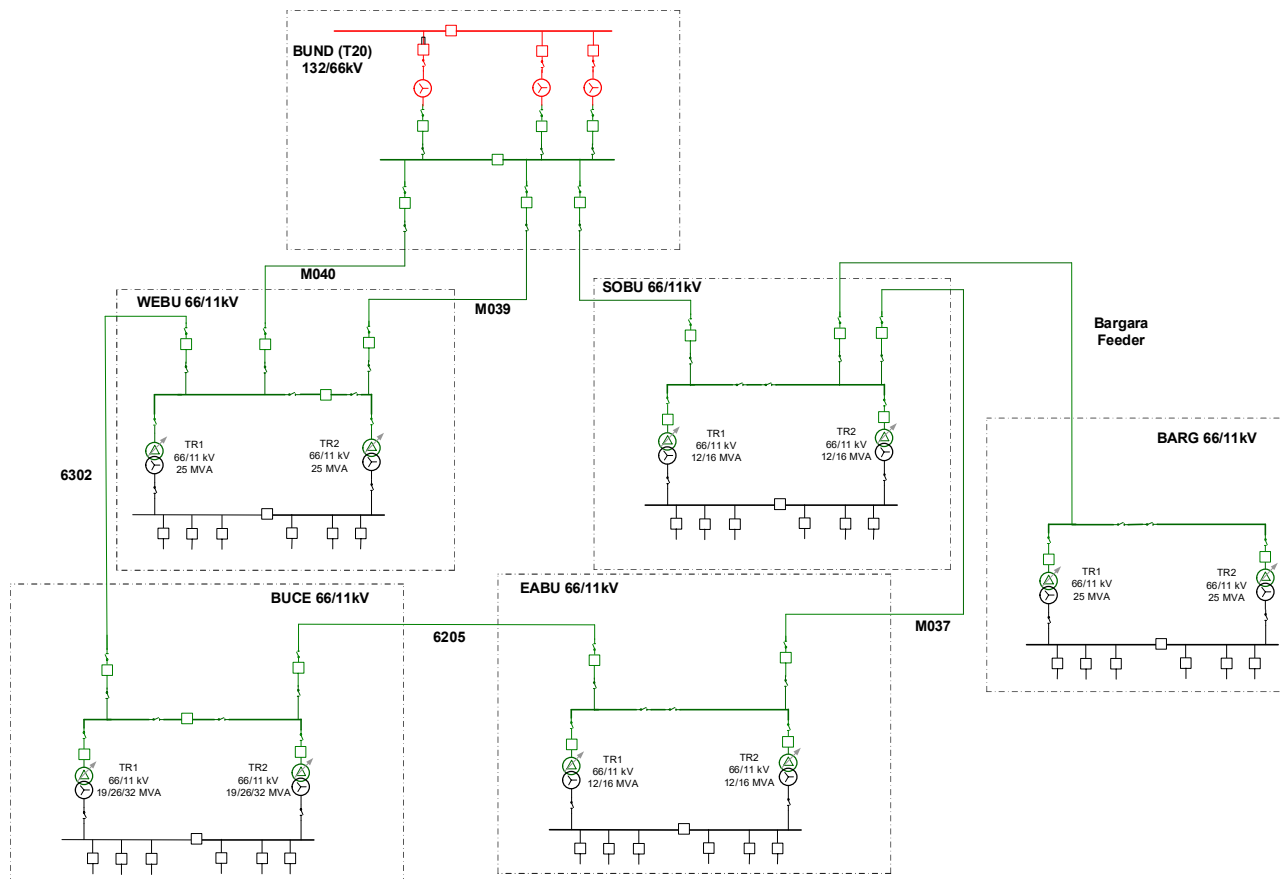 BUND (T20)
132/66kV
M040
M039
WEBU 66/11kV
SOBU 66/11kV
Bargara
Feeder
TR1
66/11 kV
25 MVA
TR2
66/11 kV
25 MVA
TR1
66/11 kV
12/16 MVA
TR2
66/11 kV
12/16 MVA
BARG 66/11kV
6302
TR1
66/11 kV
25 MVA
TR2
66/11 kV
25 MVA
BUCE 66/11kV
EABU 66/11kV
6205
M037
TR1
66/11 kV
19/26/32 MVA
TR2
66/11 kV
19/26/32 MVA
TR1
66/11 kV
12/16 MVA
TR2
66/11 kV
12/16 MVA